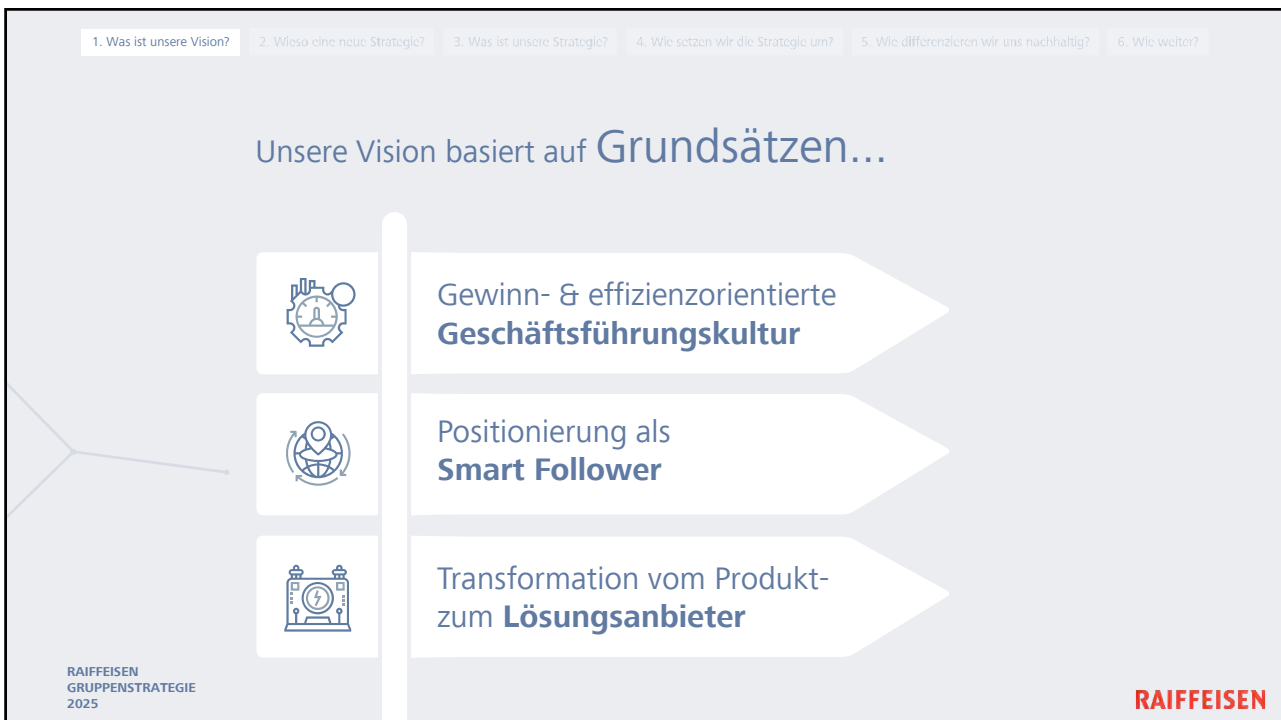 1. Was ist unsere Vision?
2. Wieso eine neue Strategie?
3. Was ist unsere Strategie?
4. Wie setzen wir die Strategie um?
5. Wie differenzieren wir uns nachhaltig?
6. Wie weiter?
Unsere Vision basiert auf Grundsätzen...
Gewinn- & effizienzorientierte
Geschäftsführungskultur
Positionierung als
Smart Follower
Transformation vom Produkt-
zum Lösungsanbieter
RAIFFEISEN
GRUPPENSTRATEGIE
2025
RAIFFEISEN